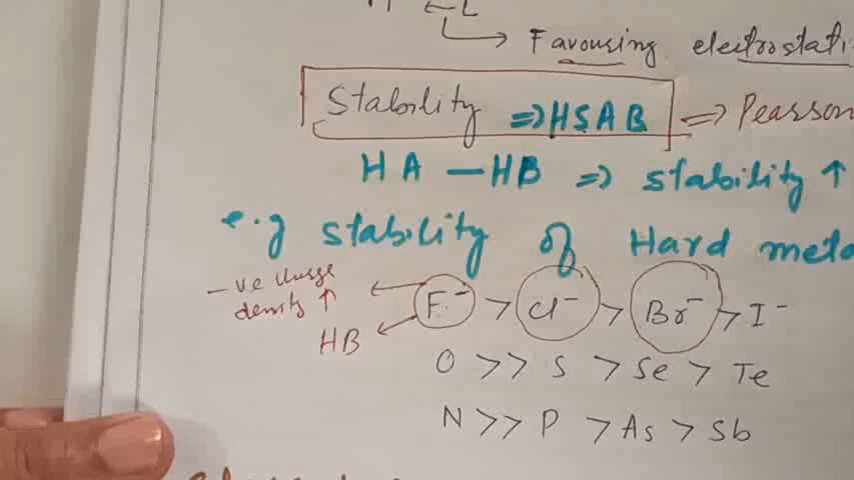 ← L
→ Favousing electrostati
Stability ⇒ HSAB ⇒ Pearson
HA – HB ⇒ stability ↑
e.g stability of Hard meta
-ve charge density ↑ ← F⁻ > Cl⁻ > Br⁻ > I⁻
HB
O >> S > Se > Te
N >> P > As > Sb